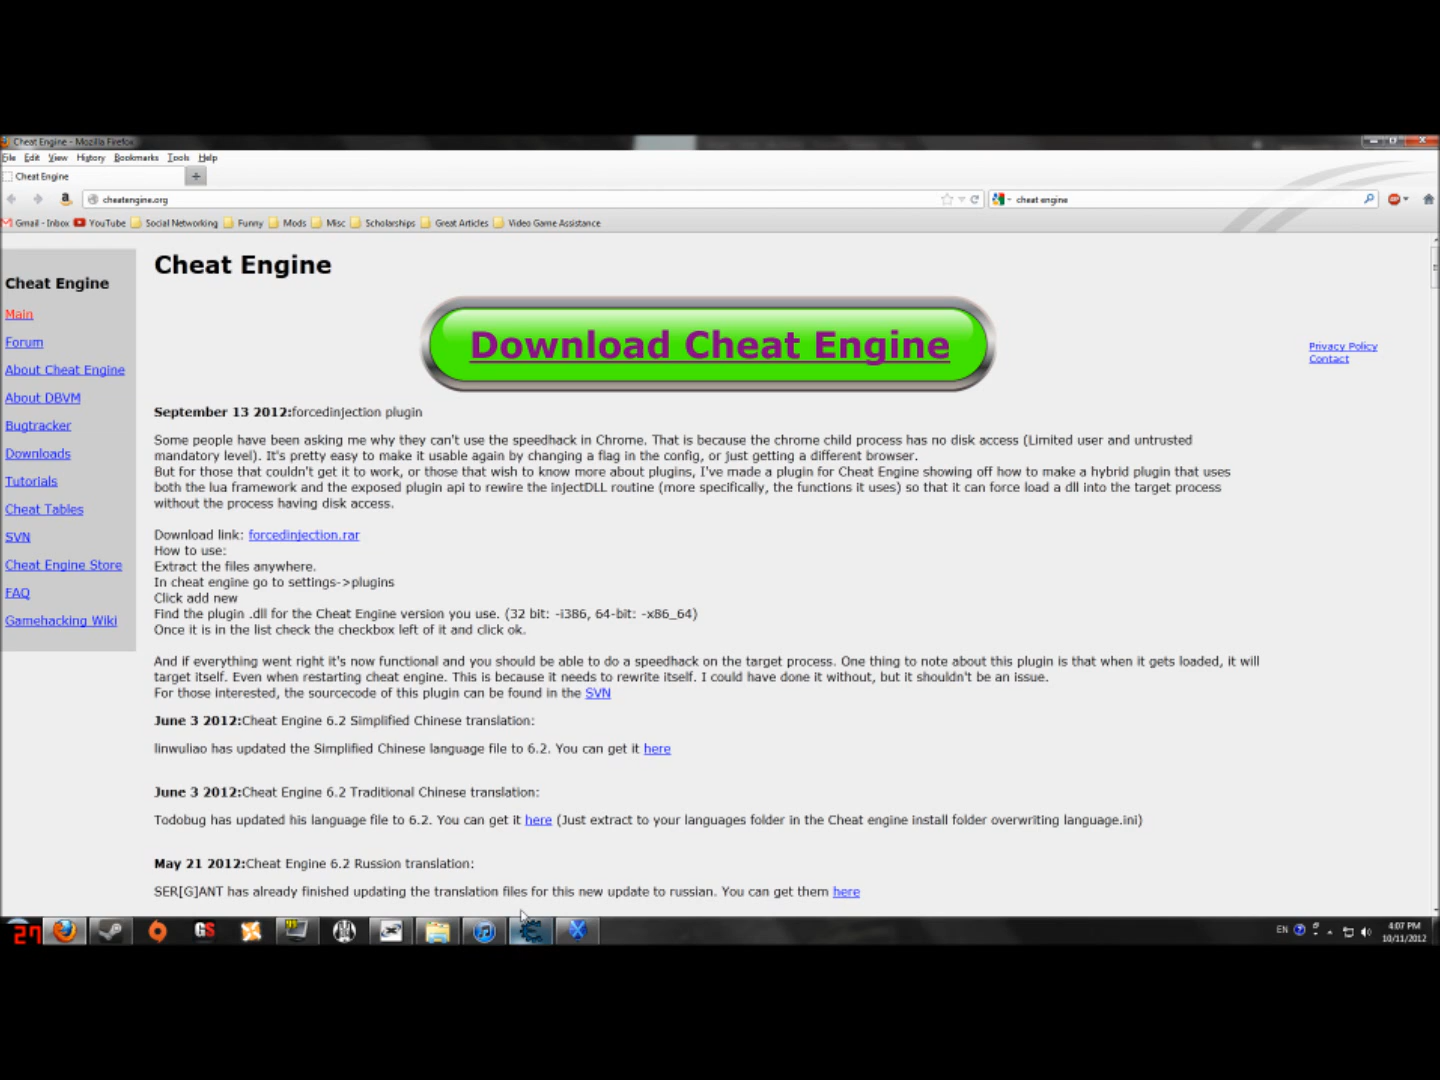 Cheat Engine - Mozilla Firefox
File Edit View History Bookmarks Tools Help
Cheat Engine
cheatengine.org
cheat engine
Gmail - Inbox YouTube Social Networking Funny Mods Misc Scholarships Great Articles Video Game Assistance
Cheat Engine
Main
Forum
About Cheat Engine
About DBVM
Bugtracker
Downloads
Tutorials
Cheat Tables
SVN
Cheat Engine Store
FAQ
Gamehacking Wiki
Cheat Engine
Download Cheat Engine
Privacy Policy
Contact
September 13 2012:forcedinjection plugin
Some people have been asking me why they can't use the speedhack in Chrome. That is because the chrome child process has no disk access (Limited user and untrusted
mandatory level). It's pretty easy to make it usable again by changing a flag in the config, or just getting a different browser.
But for those that couldn't get it to work, or those that wish to know more about plugins, I've made a plugin for Cheat Engine showing off how to make a hybrid plugin that uses
both the lua framework and the exposed plugin api to rewire the injectDLL routine (more specifically, the functions it uses) so that it can force load a dll into the target process
without the process having disk access.
Download link: forcedinjection.rar
How to use:
Extract the files anywhere.
In cheat engine go to settings->plugins
Click add new
Find the plugin .dll for the Cheat Engine version you use. (32 bit: -i386, 64-bit: -x86_64)
Once it is in the list check the checkbox left of it and click ok.
And if everything went right it's now functional and you should be able to do a speedhack on the target process. One thing to note about this plugin is that when it gets loaded, it will
target itself. Even when restarting cheat engine. This is because it needs to rewrite itself. I could have done it without, but it shouldn't be an issue.
For those interested, the sourcecode of this plugin can be found in the SVN
June 3 2012:Cheat Engine 6.2 Simplified Chinese translation:
linwuliao has updated the Simplified Chinese language file to 6.2. You can get it here
June 3 2012:Cheat Engine 6.2 Traditional Chinese translation:
Todobug has updated his language file to 6.2. You can get it here (Just extract to your languages folder in the Cheat engine install folder overwriting language.ini)
May 21 2012:Cheat Engine 6.2 Russion translation:
SER[G]ANT has already finished updating the translation files for this new update to russian. You can get them here
27
GS
EN
4:07 PM
10/11/2012